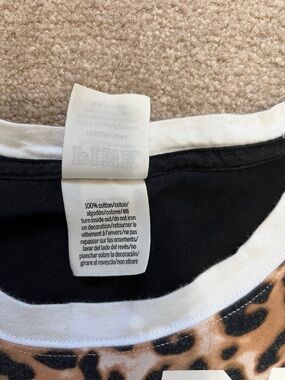 PINK
100% cotton/coton/
algodón/cotone/棉
turn inside out/do not iron
on decoration/retourner le
vêtement à l'envers/ne pas
repasser sur les ornements/
lavar del lado del revés/no
planchar sobre la decoración/
girare al rovescio/non stirare